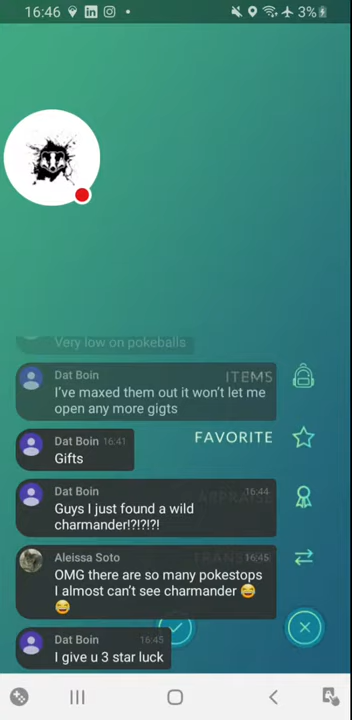 16:46
3%
Very low on pokeballs
ITEMS
Dat Boin
I've maxed them out it won't let me
open any more gigts
FAVORITE
Dat Boin 16:41
Gifts
Dat Boin 16:44
APPRAISE
Guys I just found a wild
charmander!?!?!?!
Aleissa Soto 16:45
TRANSFER
OMG there are so many pokestops
I almost can't see charmander 😂
😂
Dat Boin 16:45
I give u 3 star luck